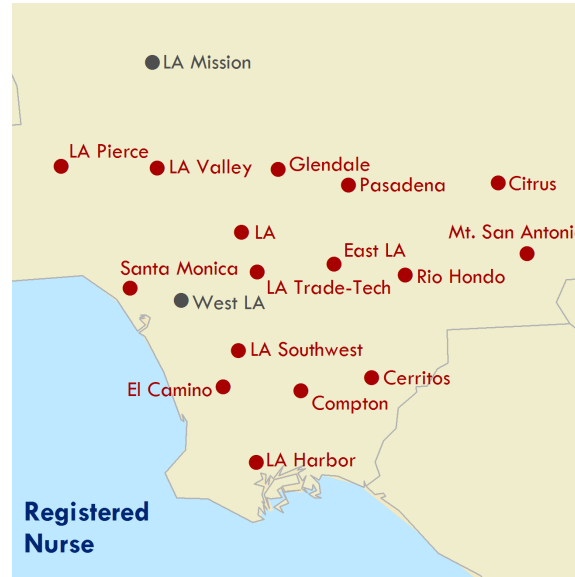 LA Mission
LA Pierce
LA Valley
Glendale
Pasadena
Citrus
LA
Mt. San Antoni
East LA
Santa Monica
LA Trade-Tech
Rio Hondo
West LA
LA Southwest
El Camino
Cerritos
Compton
LA Harbor
Registered
Nurse